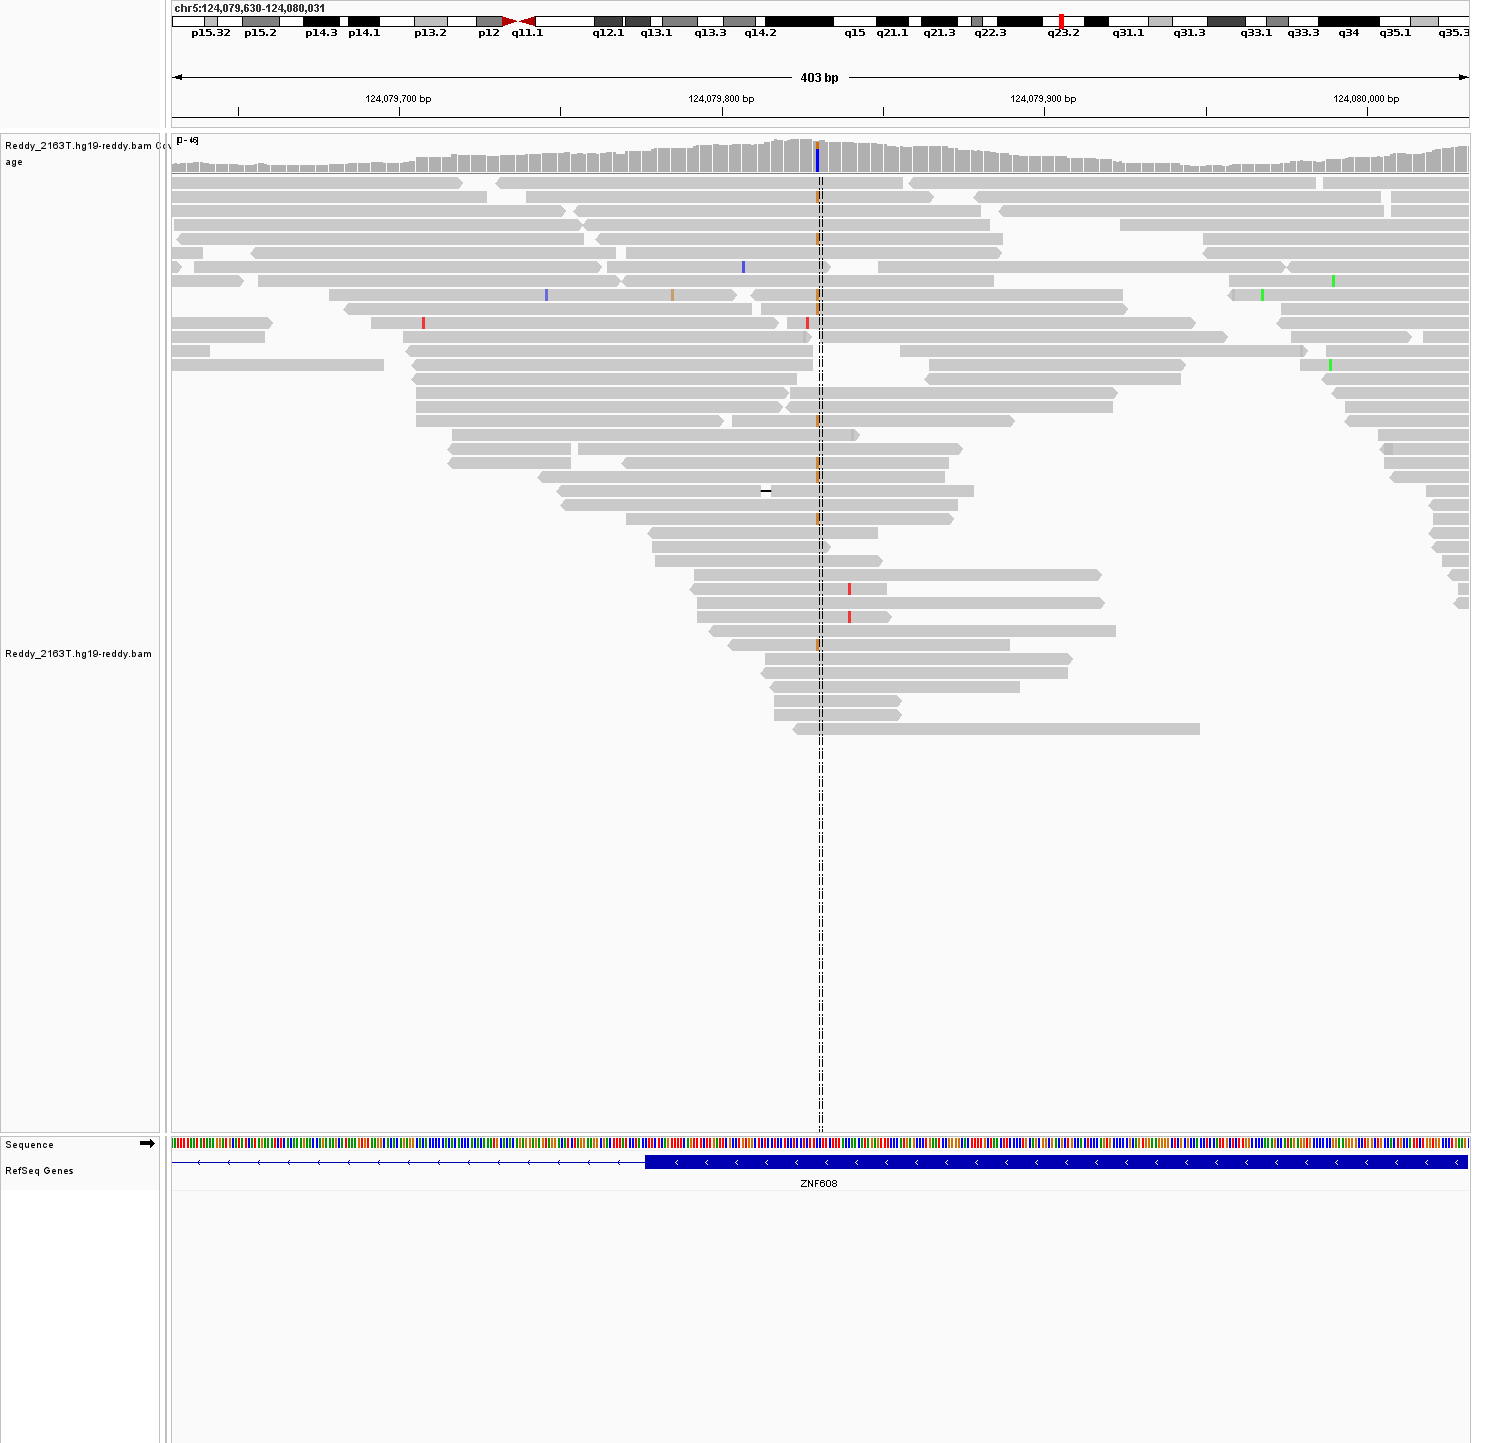 chr5:124,079,630-124,080,031
p15.32 p15.2 p14.3 p14.1 p13.2 p12 q11.1 q12.1 q13.1 q13.3 q14.2 q15 q21.1 q21.3 q22.3 q23.2 q31.1 q31.3 q33.1 q33.3 q34 q35.1 q35.3
403 bp
124,079,700 bp 124,079,800 bp 124,079,900 bp 124,080,000 bp
Reddy_2163T.hg19-reddy.bam Cov
age
[0 - 46]
Reddy_2163T.hg19-reddy.bam
Sequence
RefSeq Genes
ZNF608